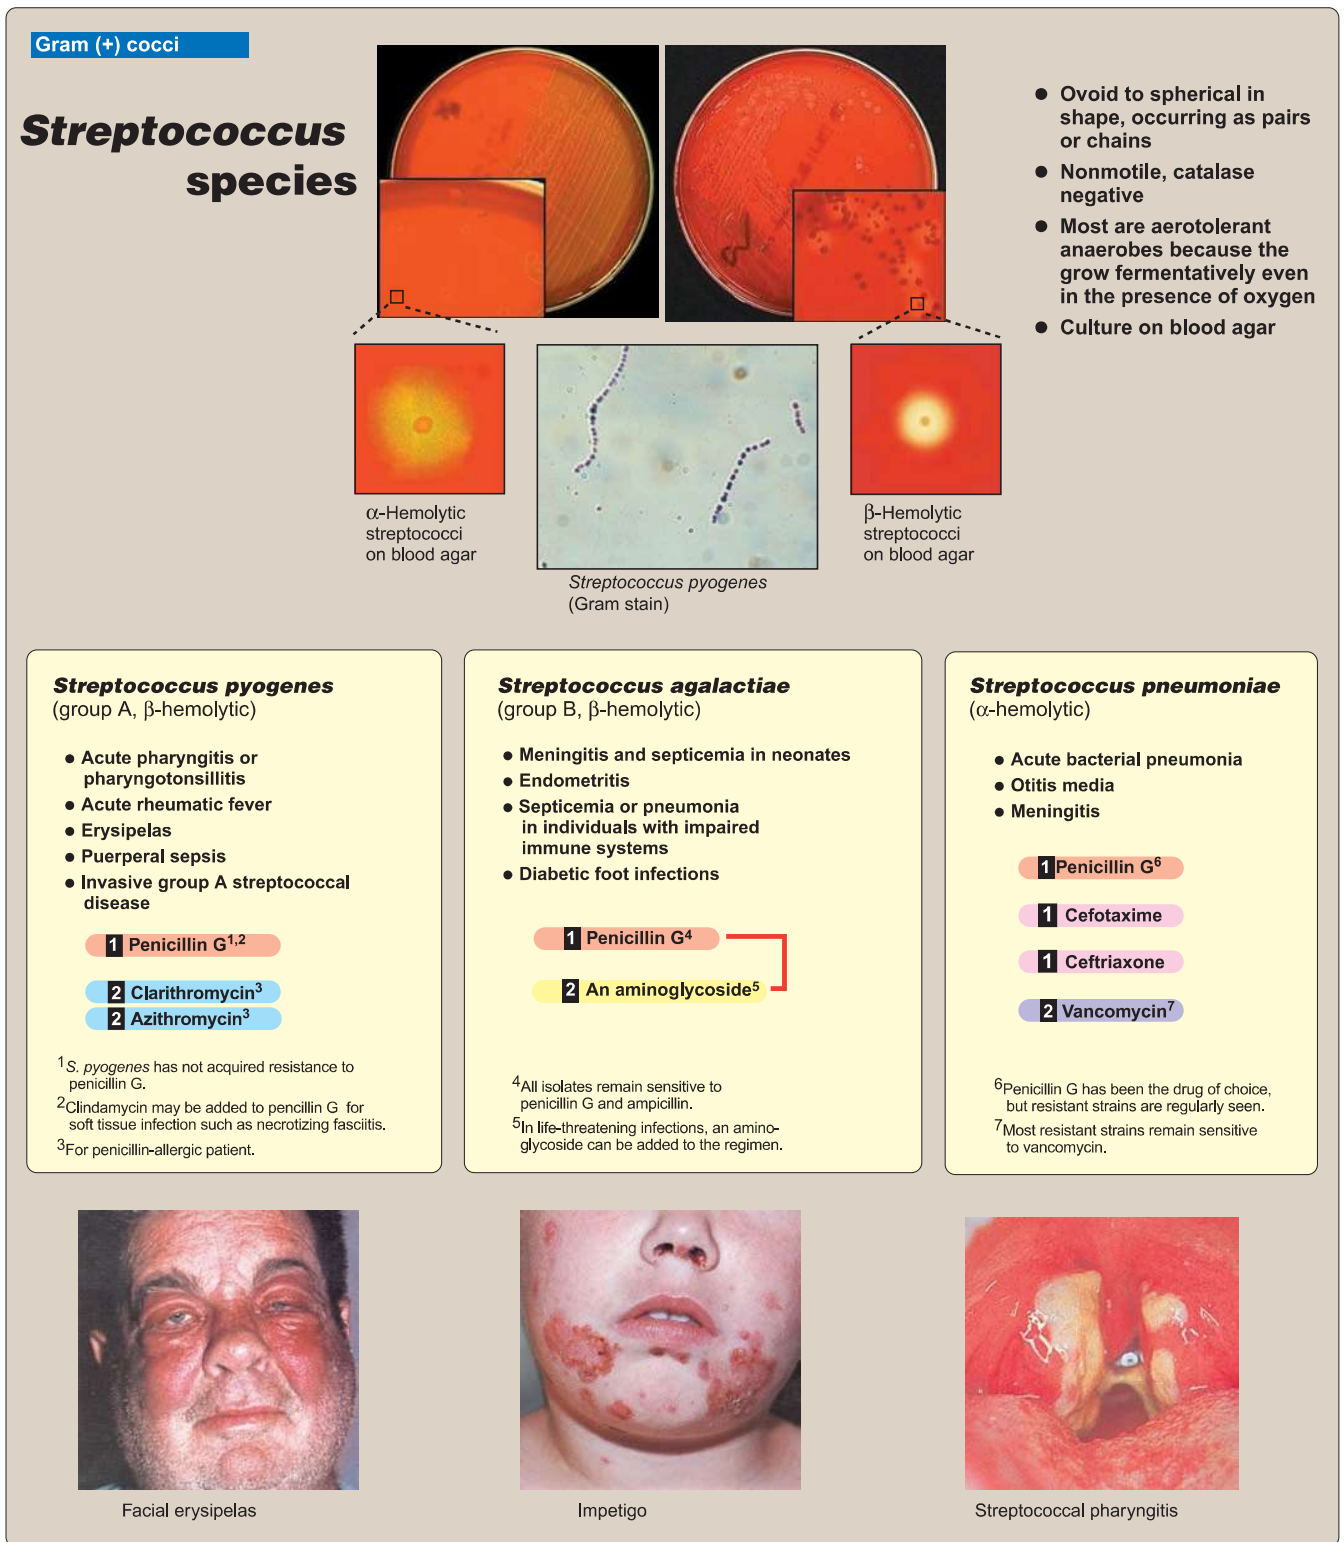 Gram (+) cocci
Streptococcus
species
● Ovoid to spherical in
shape, occurring as pairs
or chains
● Nonmotile, catalase
negative
● Most are aerotolerant
anaerobes because the
grow fermentatively even
in the presence of oxygen
● Culture on blood agar
α-Hemolytic
streptococci
on blood agar
Streptococcus pyogenes
(Gram stain)
β-Hemolytic
streptococci
on blood agar
Streptococcus pyogenes
(group A, β-hemolytic)
● Acute pharyngitis or
pharyngotonsillitis
● Acute rheumatic fever
● Erysipelas
● Puerperal sepsis
● Invasive group A streptococcal
disease
1 Penicillin G1,2
2 Clarithromycin3
2 Azithromycin3
1S. pyogenes has not acquired resistance to
penicillin G.
2Clindamycin may be added to pencillin G for
soft tissue infection such as necrotizing fasciitis.
3For penicillin-allergic patient.
Streptococcus agalactiae
(group B, β-hemolytic)
● Meningitis and septicemia in neonates
● Endometritis
● Septicemia or pneumonia
in individuals with impaired
immune systems
● Diabetic foot infections
1 Penicillin G4
2 An aminoglycoside5
4All isolates remain sensitive to
penicillin G and ampicillin.
5In life-threatening infections, an amino-
glycoside can be added to the regimen.
Streptococcus pneumoniae
(α-hemolytic)
● Acute bacterial pneumonia
● Otitis media
● Meningitis
1 Penicillin G6
1 Cefotaxime
1 Ceftriaxone
2 Vancomycin7
6Penicillin G has been the drug of choice,
but resistant strains are regularly seen.
7Most resistant strains remain sensitive
to vancomycin.
Facial erysipelas
Impetigo
Streptococcal pharyngitis